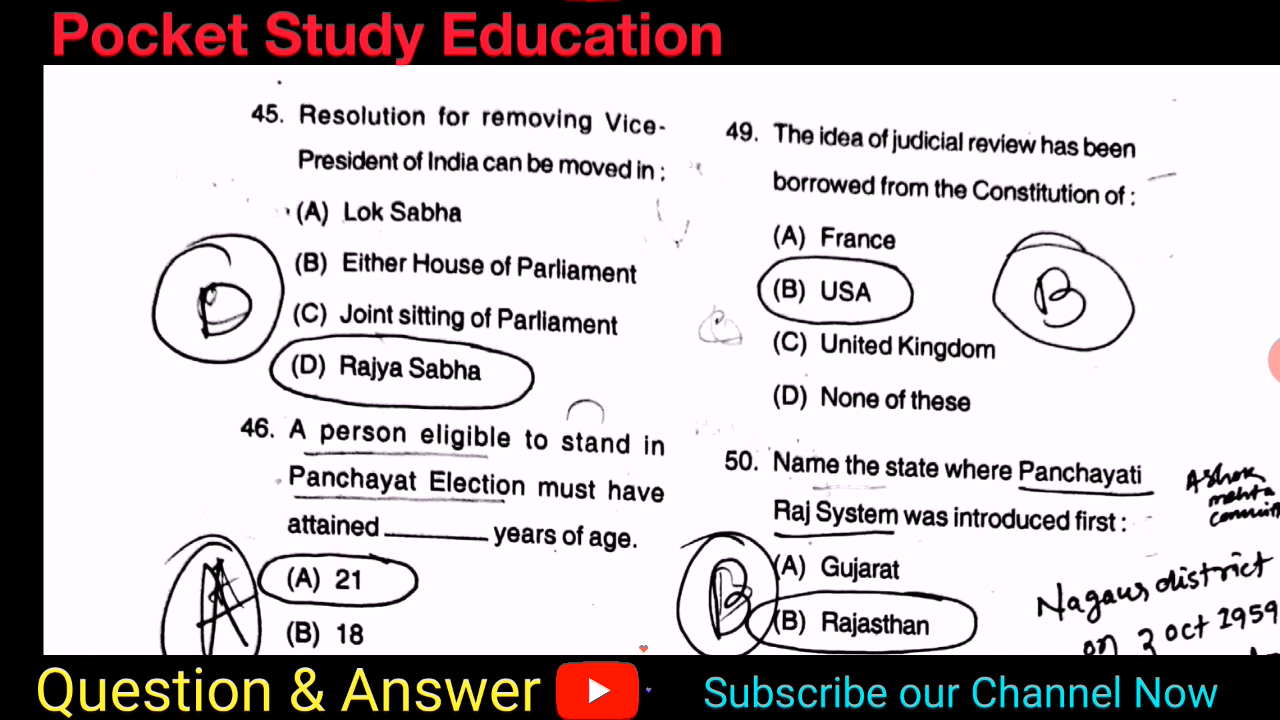 Pocket Study Education
45. Resolution for removing Vice-
President of India can be moved in :
(A) Lok Sabha
(B) Either House of Parliament
(C) Joint sitting of Parliament
(D) Rajya Sabha
D
46. A person eligible to stand in
Panchayat Election must have
attained ________ years of age.
(A) 21
A
(B) 18
49. The idea of judicial review has been
borrowed from the Constitution of :
(A) France
(B) USA
B
(C) United Kingdom
(D) None of these
50. Name the state where Panchayati
Raj System was introduced first :
Ashok
mehta
(A) Gujarat
B
(B) Rajasthan
Nagaur district
on 2 oct 1959
Question & Answer
Subscribe our Channel Now